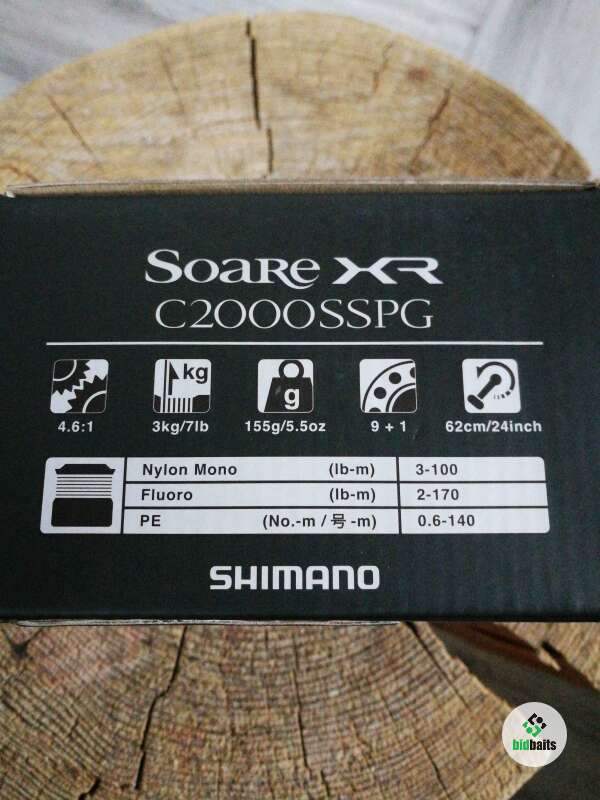 SOARE XR
C2000SSPG
kg
g
4.6:1 3kg/7lb 155g/5.5oz 9 + 1 62cm/24inch
Nylon Mono (lb-m) 3-100
Fluoro (lb-m) 2-170
PE (No.-m / 号 -m) 0.6-140
SHIMANO
bidbaits